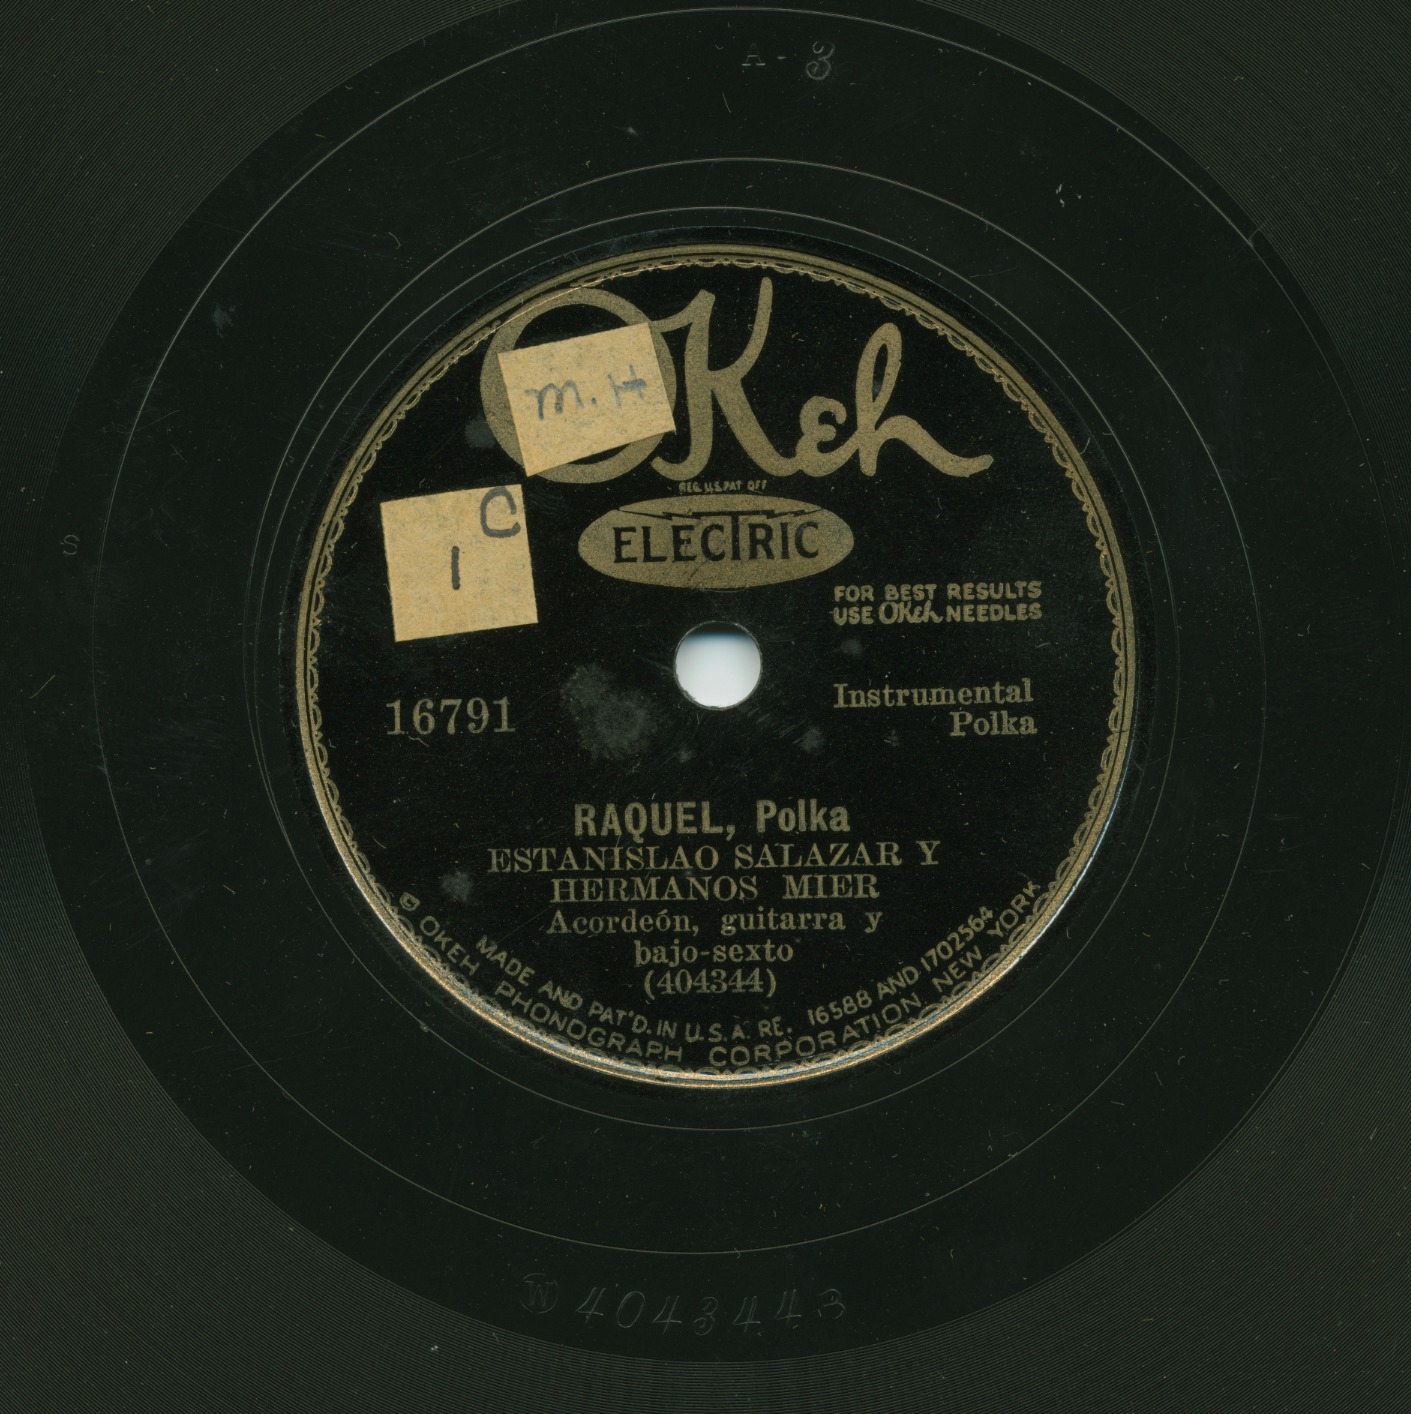 A - 3
OKeh
M. H
REG. U.S. PAT. OFF
C
1
ELECTRIC
FOR BEST RESULTS
USE OKeh NEEDLES
S
16791
Instrumental
Polka
RAQUEL, Polka
ESTANISLAO SALAZAR Y
HERMANOS MIER
Acordeón, guitarra y
bajo-sexto
(404344)
MADE AND PAT'D. IN U.S.A. RE. 16588 AND 1702564
OKEH PHONOGRAPH CORPORATION, NEW YORK
W 404344 3